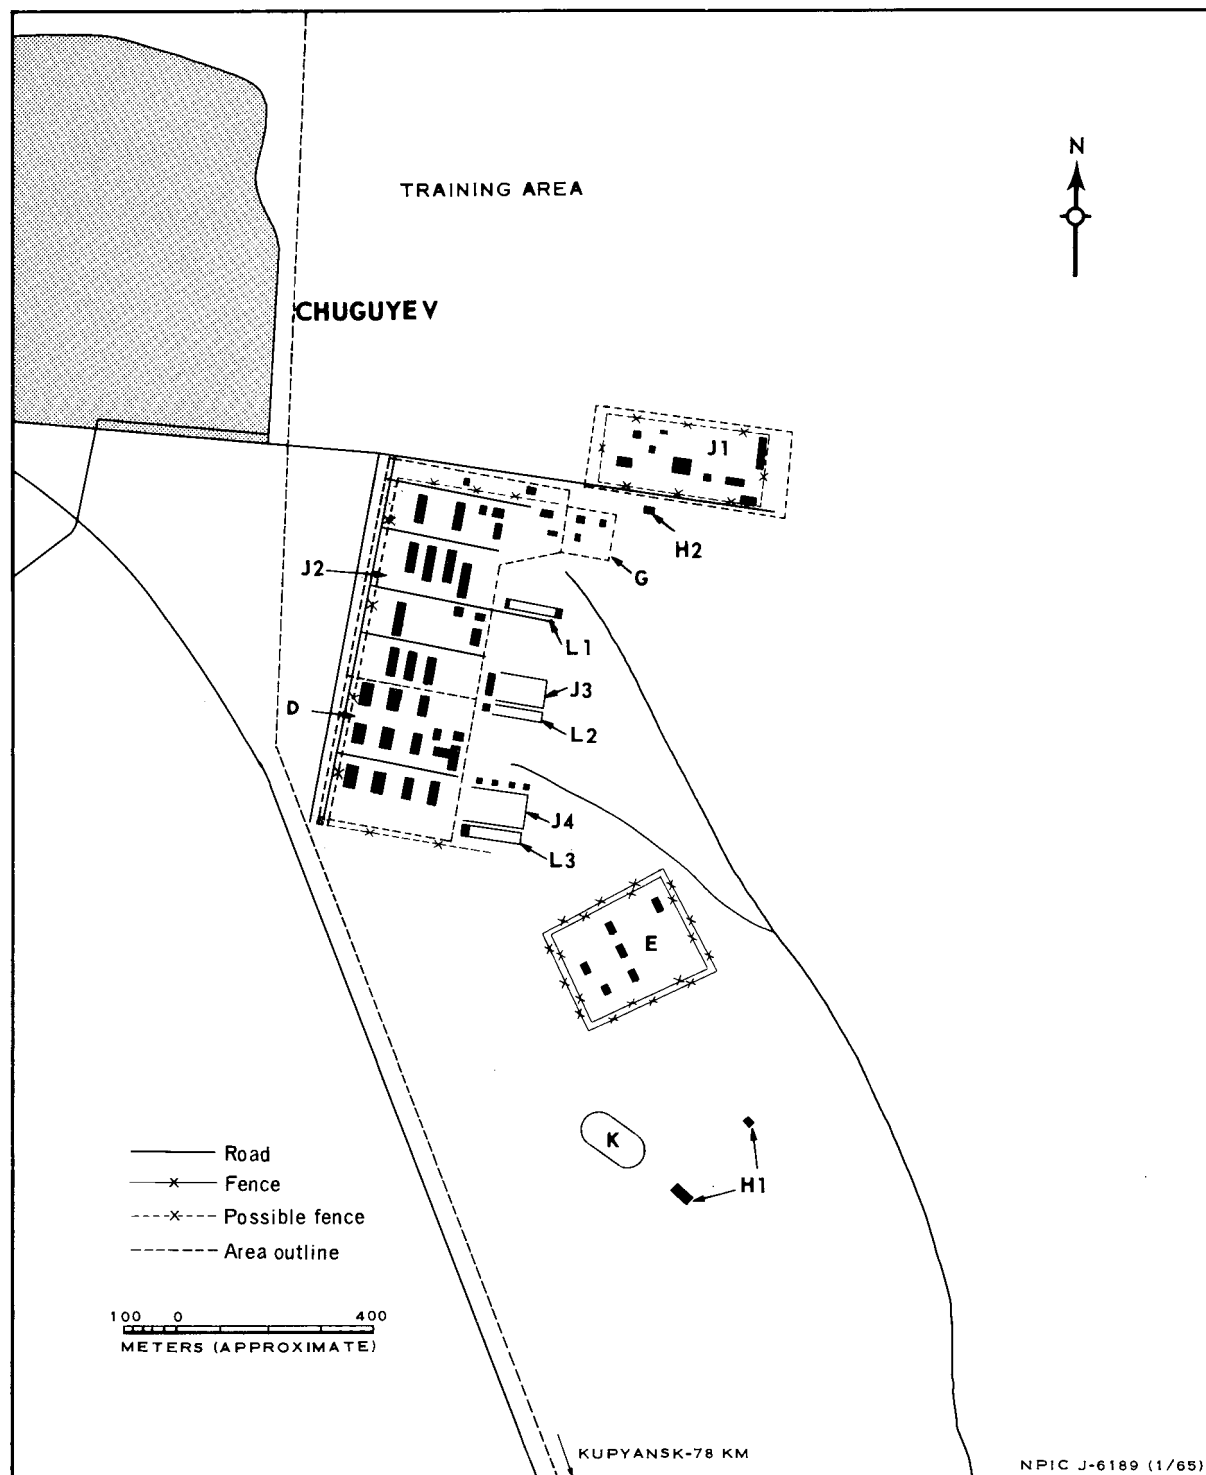 N
TRAINING AREA
CHUGUYEV
J1
H2
G
J2
L1
J3
D
L2
J4
L3
E
K
H1
Road
Fence
Possible fence
Area outline
100 0 400
METERS (APPROXIMATE)
KUPYANSK-78 KM
NPIC J-6189 (1/65)